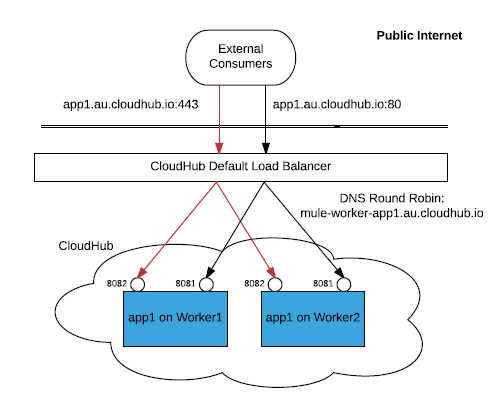 Public Internet
External
Consumers
app1.au.cloudhub.io:443
app1.au.cloudhub.io:80
CloudHub Default Load Balancer
DNS Round Robin:
mule-worker-app1.au.cloudhub.io
CloudHub
8082
8081
8082
8081
app1 on Worker1
app1 on Worker2